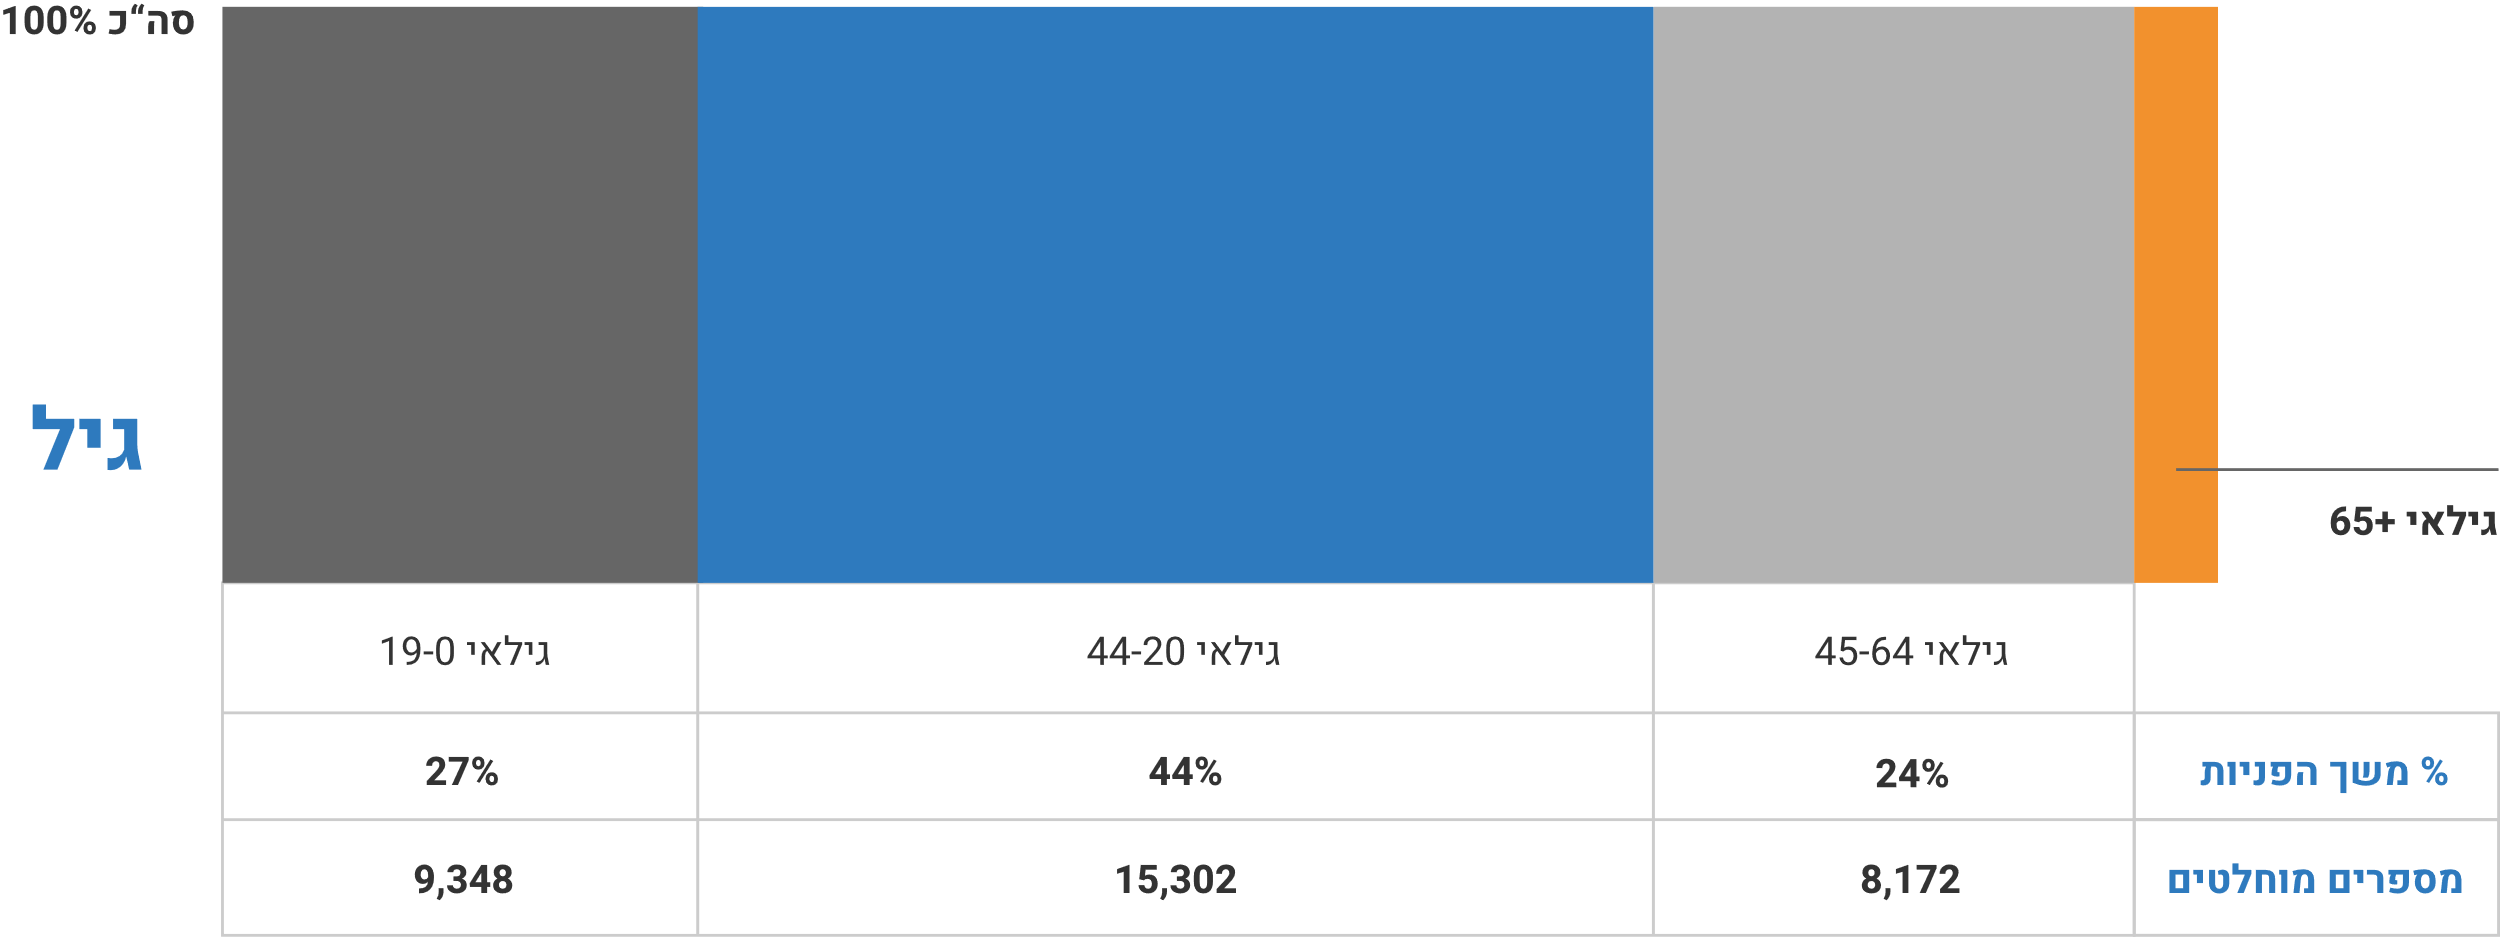 סה"כ 100%
גיל
גילאי +65
גילאי 45-64
גילאי 44-20
גילאי 19-0
% משך הפניות
24%
44%
27%
מספרים מוחלטים
8,172
15,302
9,348